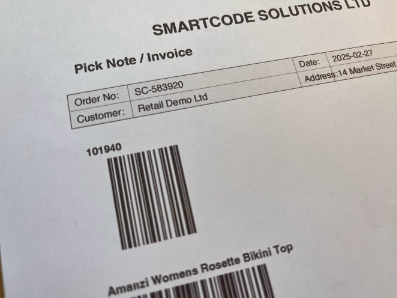 SMARTCODE SOLUTIONS LTD
Pick Note / Invoice
Order No: SC-583920 Date: 2025-02-27
Customer: Retail Demo Ltd Address: 14 Market Street
101940
Amanzi Womens Rosette Bikini Top